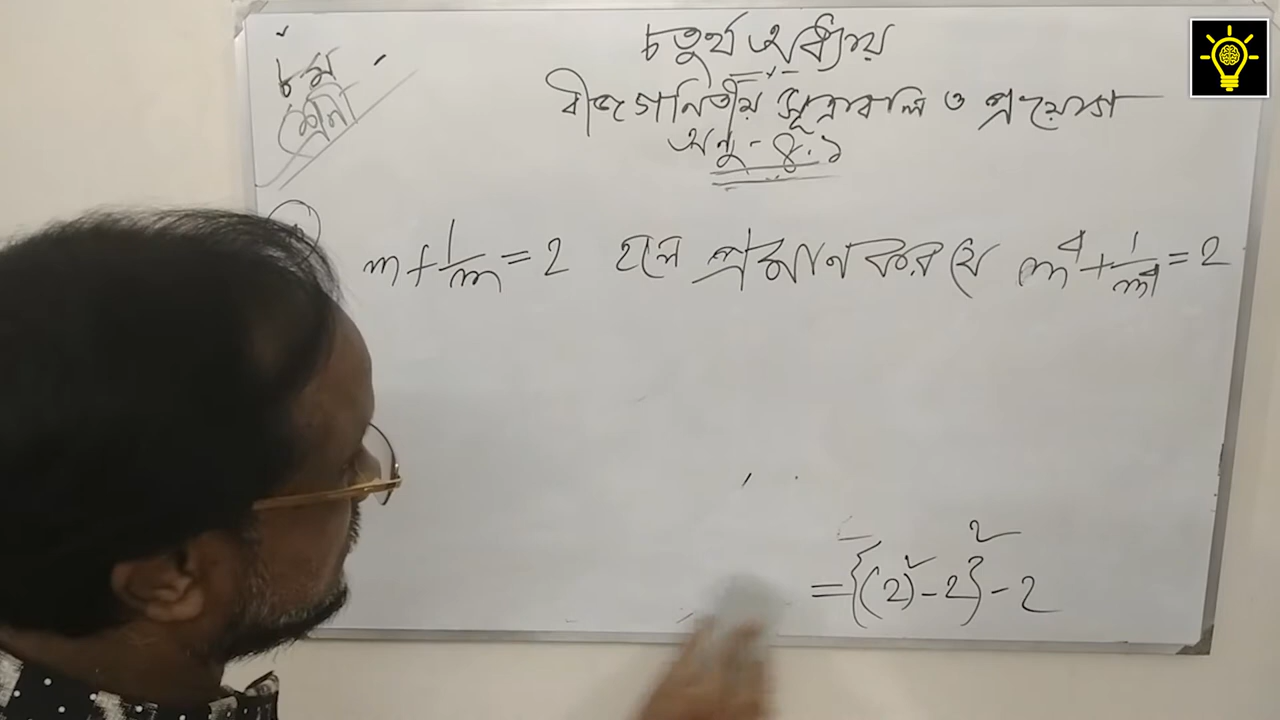 ৮ম
শ্রেনী
চতুর্থ অধ্যায়
বীজগানিতীয় সূত্রাবলি ও প্রয়োগ
অনু - ৪.১
m + 1/m = 2 হলে প্রমান কর যে m⁴ + 1/m⁴ = 2
= {(2)² - 2}² - 2